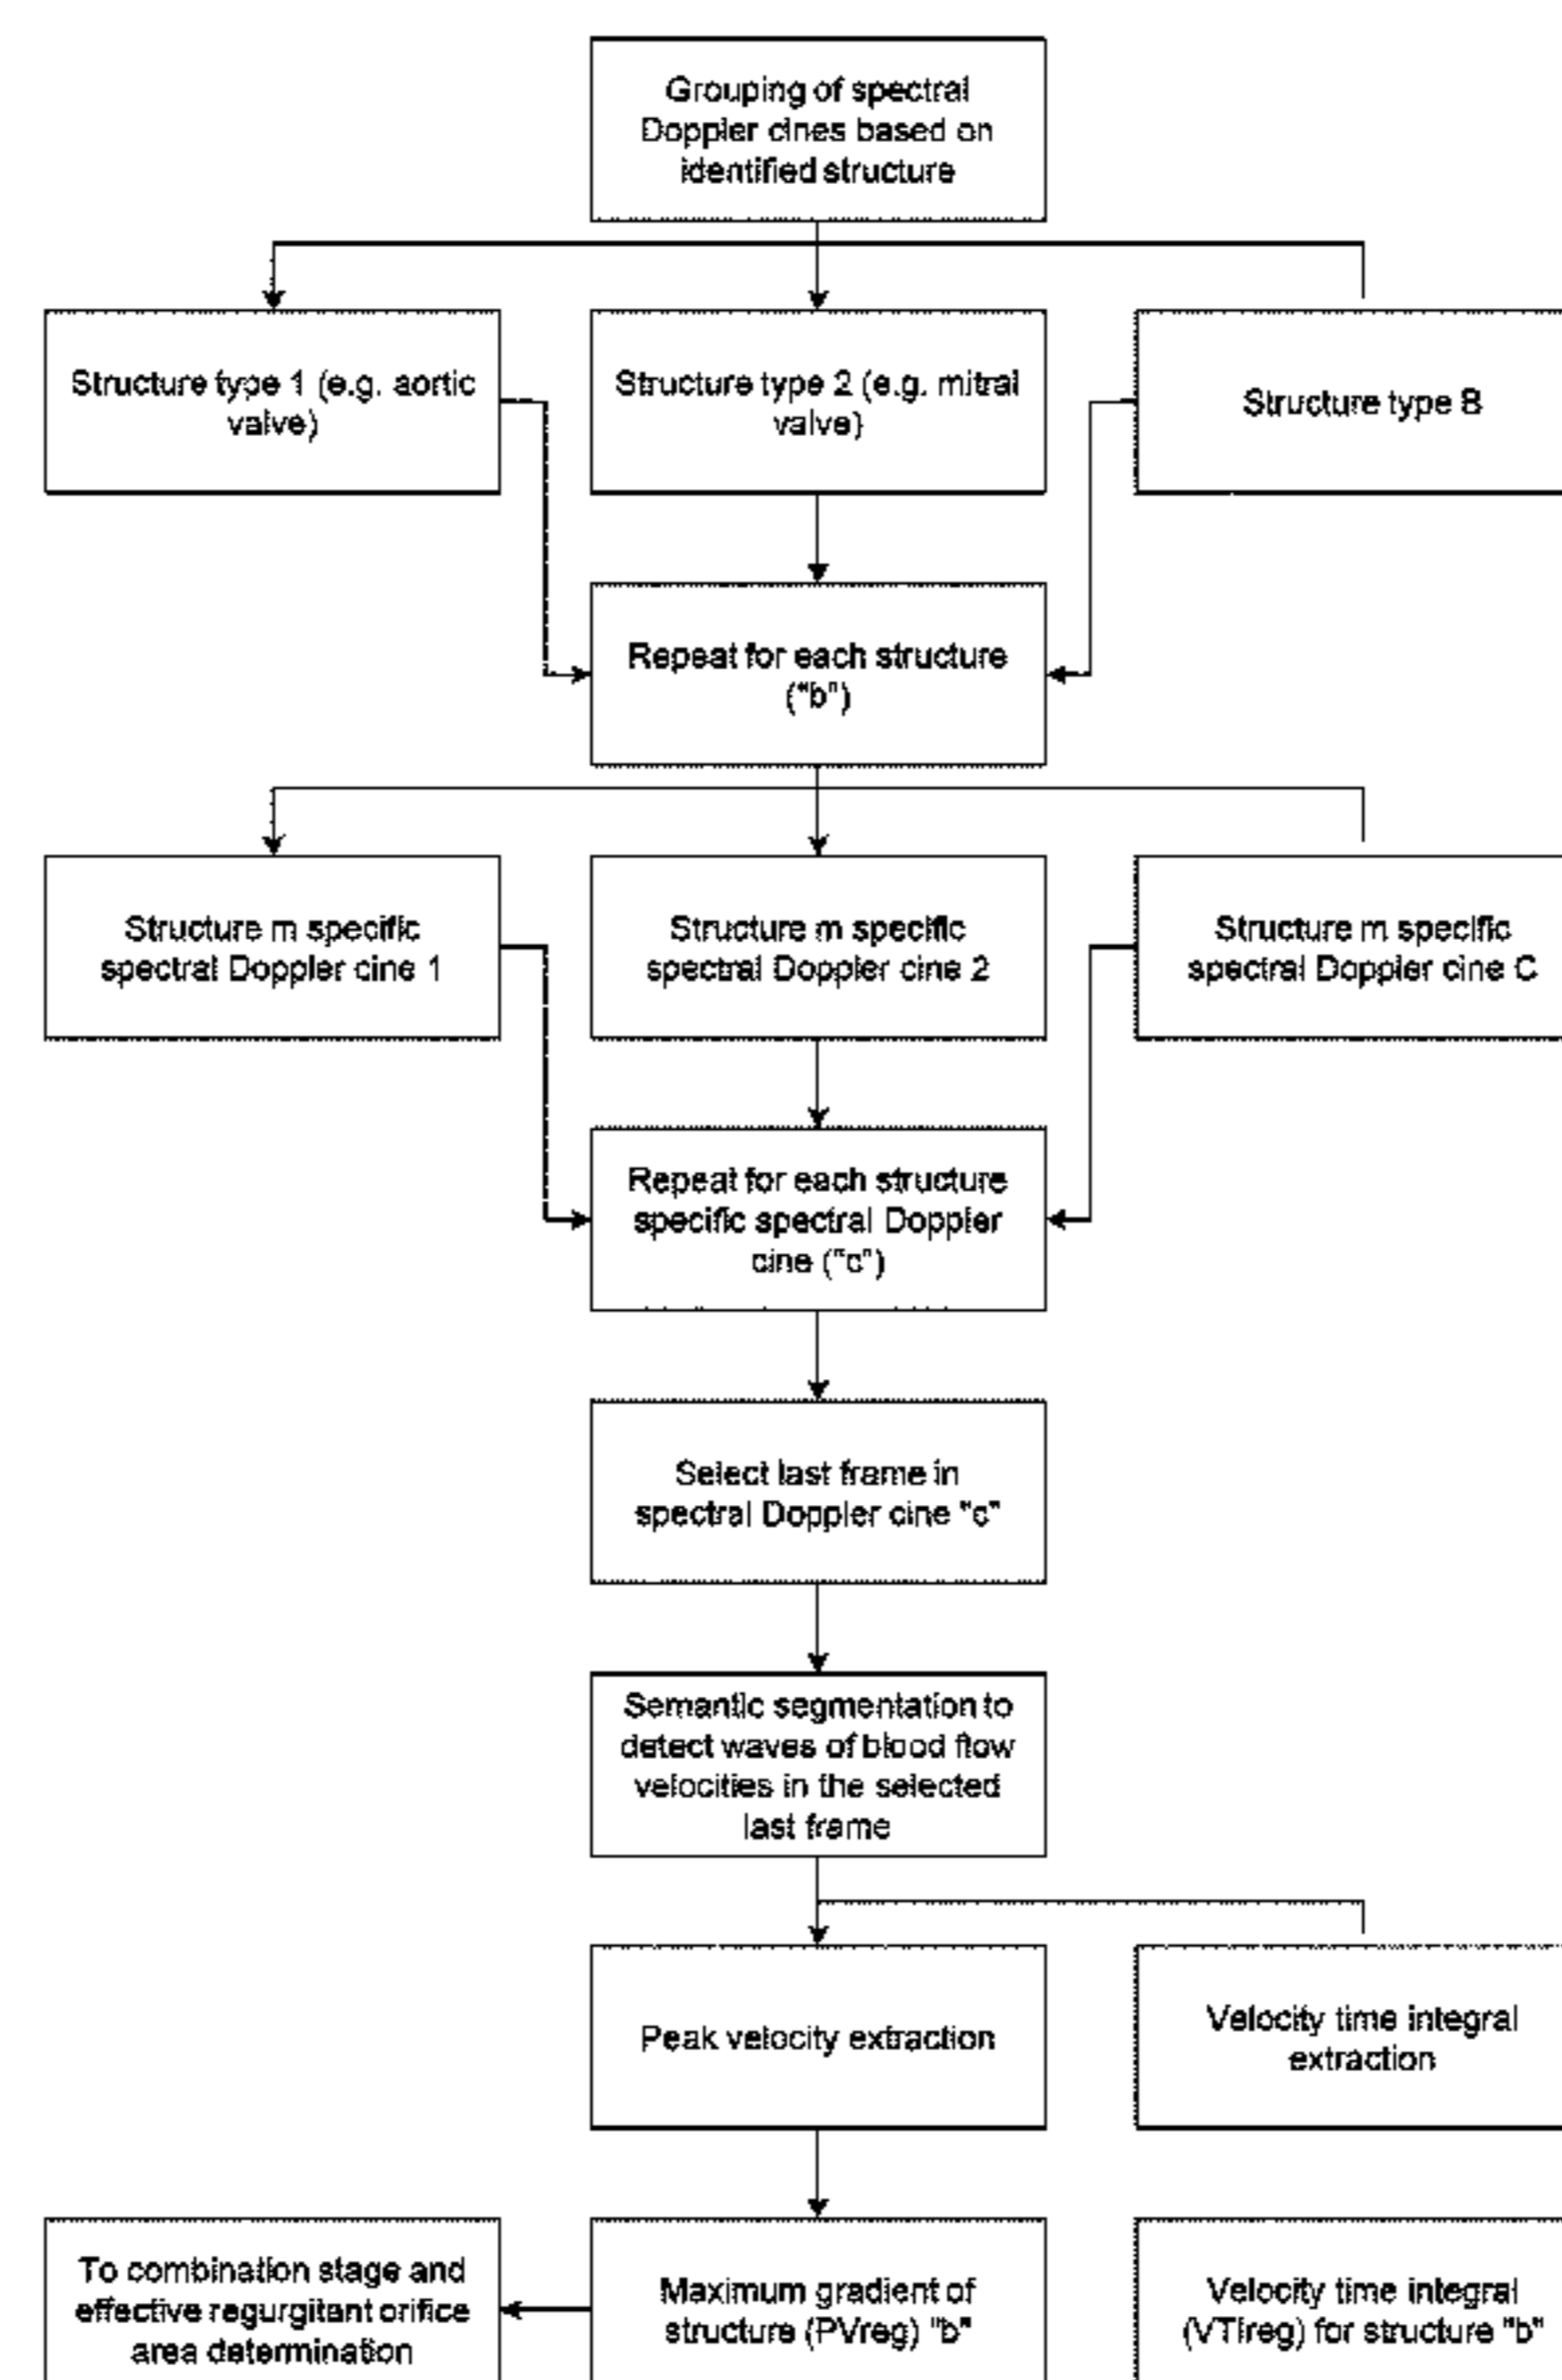 Grouping of spectral
Doppler cines based on
identified structure
Structure type 1 (e.g. aortic
valve)
Structure type 2 (e.g. mitral
valve)
Structure type B
Repeat for each structure
("b")
Structure m specific
spectral Doppler cine 1
Structure m specific
spectral Doppler cine 2
Structure m specific
spectral Doppler cine C
Repeat for each structure
specific spectral Doppler
cine ("c")
Select last frame in
spectral Doppler cine "c"
Semantic segmentation to
detect waves of blood flow
velocities in the selected
last frame
Peak velocity extraction
Velocity time integral
extraction
To combination stage and
effective regurgitant orifice
area determination
Maximum gradient of
structure (PVreg) "b"
Velocity time integral
(VTIreg) for structure "b"